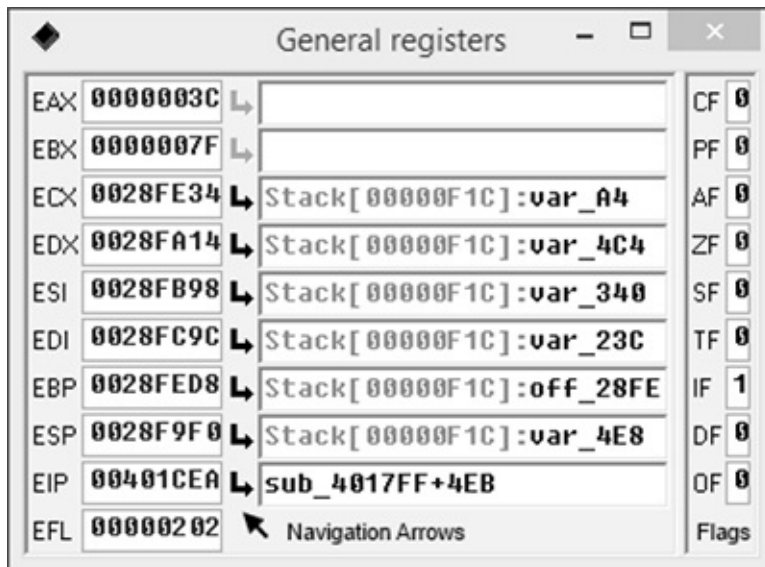 General registers
EAX 0000003C CF 0
EBX 0000007F PF 0
ECX 0028FE34 Stack[00000F1C]:var_A4 AF 0
EDX 0028FA14 Stack[00000F1C]:var_4C4 ZF 0
ESI 0028FB98 Stack[00000F1C]:var_340 SF 0
EDI 0028FC9C Stack[00000F1C]:var_23C TF 0
EBP 0028FED8 Stack[00000F1C]:off_28FE IF 1
ESP 0028F9F0 Stack[00000F1C]:var_4E8 DF 0
EIP 00401CEA sub_4017FF+4EB OF 0
EFL 00000202 Navigation Arrows Flags